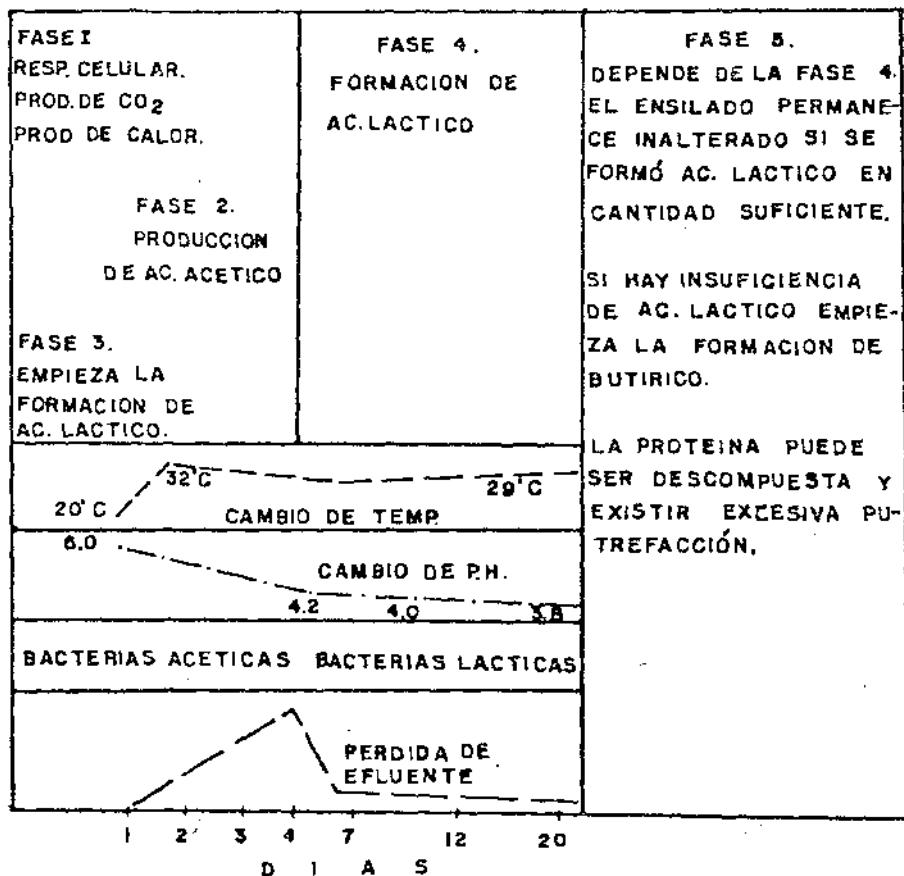 FASE I
RESP. CELULAR.
PROD. DE CO2
PROD DE CALOR.
FASE 2.
PRODUCCION
DE AC. ACETICO
FASE 3.
EMPIEZA LA
FORMACION DE
AC. LACTICO.
FASE 4.
FORMACION DE
AC. LACTICO
FASE 5.
DEPENDE DE LA FASE 4.
EL ENSILADO PERMANE-
CE INALTERADO SI SE
FORMÓ AC. LACTICO EN
CANTIDAD SUFICIENTE.
SI HAY INSUFICIENCIA
DE AC. LACTICO EMPIE-
ZA LA FORMACION DE
BUTIRICO.
LA PROTEINA PUEDE
SER DESCOMPUESTA Y
EXISTIR EXCESIVA PU-
TREFACCIÓN.
20°C 32°C 29°C
CAMBIO DE TEMP.
6.0
CAMBIO DE P.H.
4.2 4.0 3.8
BACTERIAS ACETICAS BACTERIAS LACTICAS
PERDIDA DE
EFLUENTE
1 2 3 4 7 12 20
D I A S